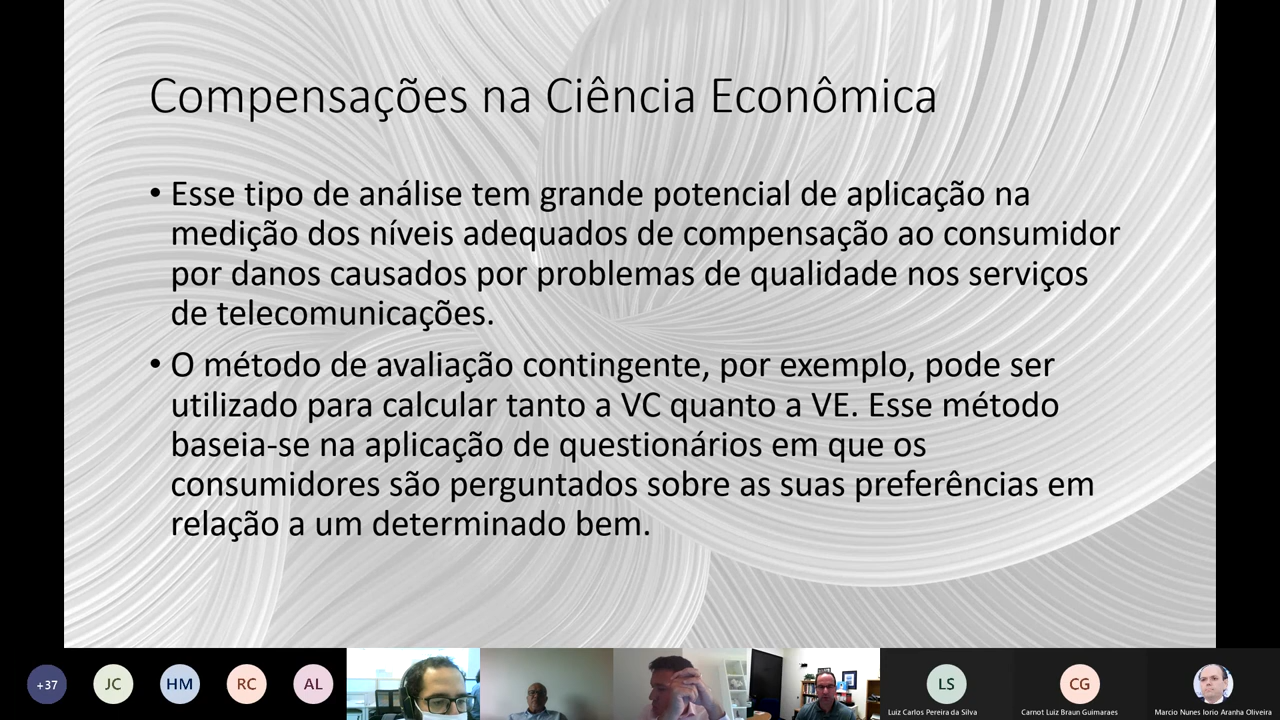 Compensações na Ciência Econômica
• Esse tipo de análise tem grande potencial de aplicação na
medição dos níveis adequados de compensação ao consumidor
por danos causados por problemas de qualidade nos serviços
de telecomunicações.
• O método de avaliação contingente, por exemplo, pode ser
utilizado para calcular tanto a VC quanto a VE. Esse método
baseia-se na aplicação de questionários em que os
consumidores são perguntados sobre as suas preferências em
relação a um determinado bem.
+37
JC
HM
RC
AL
LS
CG
Luiz Carlos Pereira da Silva
Carnot Luiz Braun Guimaraes
Marcio Nunes Iorio Aranha Oliveira